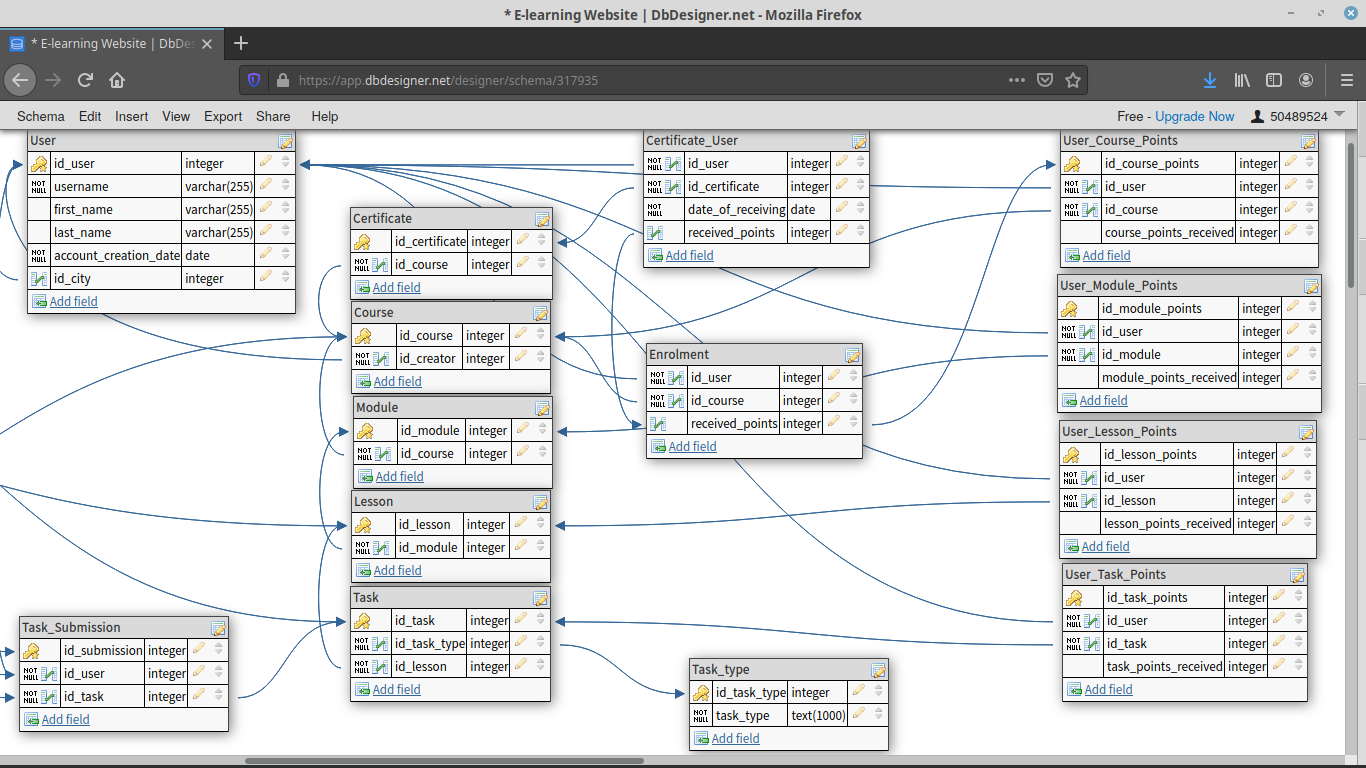 * E-learning Website | DbDesigner.net - Mozilla Firefox
* E-learning Website | DbDes
https://app.dbdesigner.net/designer/schema/317935
Schema Edit Insert View Export Share Help Free - Upgrade Now 50489524
User
id_user integer
NOT NULL username varchar(255)
first_name varchar(255)
last_name varchar(255)
NOT NULL account_creation_date date
id_city integer
Add field
Certificate
id_certificate integer
NOT NULL id_course integer
Add field
Course
id_course integer
NOT NULL id_creator integer
Add field
Module
id_module integer
NOT NULL id_course integer
Add field
Lesson
id_lesson integer
NOT NULL id_module integer
Add field
Task
id_task integer
NOT NULL id_task_type integer
NOT NULL id_lesson integer
Add field
Task_Submission
id_submission integer
NOT NULL id_user integer
NOT NULL id_task integer
Add field
Certificate_User
NOT NULL id_user integer
NOT NULL id_certificate integer
NOT NULL date_of_receiving date
received_points integer
Add field
Enrolment
NOT NULL id_user integer
NOT NULL id_course integer
received_points integer
Add field
Task_type
id_task_type integer
NOT NULL task_type text(1000)
Add field
User_Course_Points
id_course_points integer
NOT NULL id_user integer
NOT NULL id_course integer
course_points_received integer
Add field
User_Module_Points
id_module_points integer
NOT NULL id_user integer
NOT NULL id_module integer
module_points_received integer
Add field
User_Lesson_Points
id_lesson_points integer
NOT NULL id_user integer
NOT NULL id_lesson integer
lesson_points_received integer
Add field
User_Task_Points
id_task_points integer
NOT NULL id_user integer
NOT NULL id_task integer
task_points_received integer
Add field